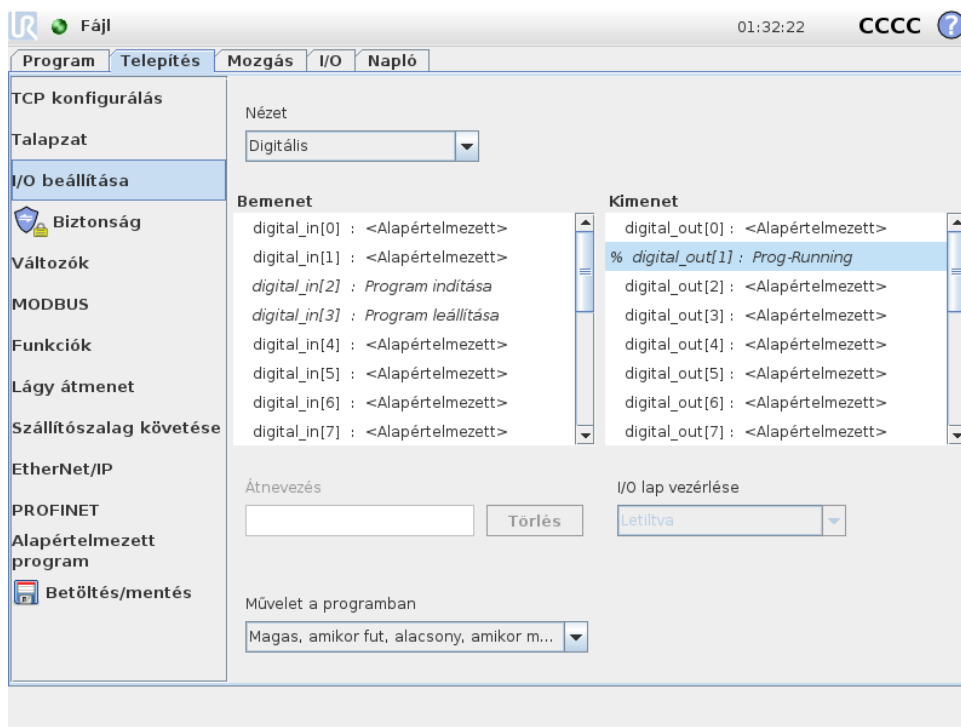 UR Fájl 01:32:22 CCCC ?
Program Telepítés Mozgás I/O Napló
TCP konfigurálás
Talapzat
I/O beállítása
Biztonság
Változók
MODBUS
Funkciók
Lágy átmenet
Szállítószalag követése
EtherNet/IP
PROFINET
Alapértelmezett
program
Betöltés/mentés
Nézet
Digitális
Bemenet
digital_in[0] : <Alapértelmezett>
digital_in[1] : <Alapértelmezett>
digital_in[2] : Program indítása
digital_in[3] : Program leállítása
digital_in[4] : <Alapértelmezett>
digital_in[5] : <Alapértelmezett>
digital_in[6] : <Alapértelmezett>
digital_in[7] : <Alapértelmezett>
Kimenet
digital_out[0] : <Alapértelmezett>
% digital_out[1] : Prog-Running
digital_out[2] : <Alapértelmezett>
digital_out[3] : <Alapértelmezett>
digital_out[4] : <Alapértelmezett>
digital_out[5] : <Alapértelmezett>
digital_out[6] : <Alapértelmezett>
digital_out[7] : <Alapértelmezett>
Átnevezés
Törlés
I/O lap vezérlése
Letiltva
Művelet a programban
Magas, amikor fut, alacsony, amikor m...